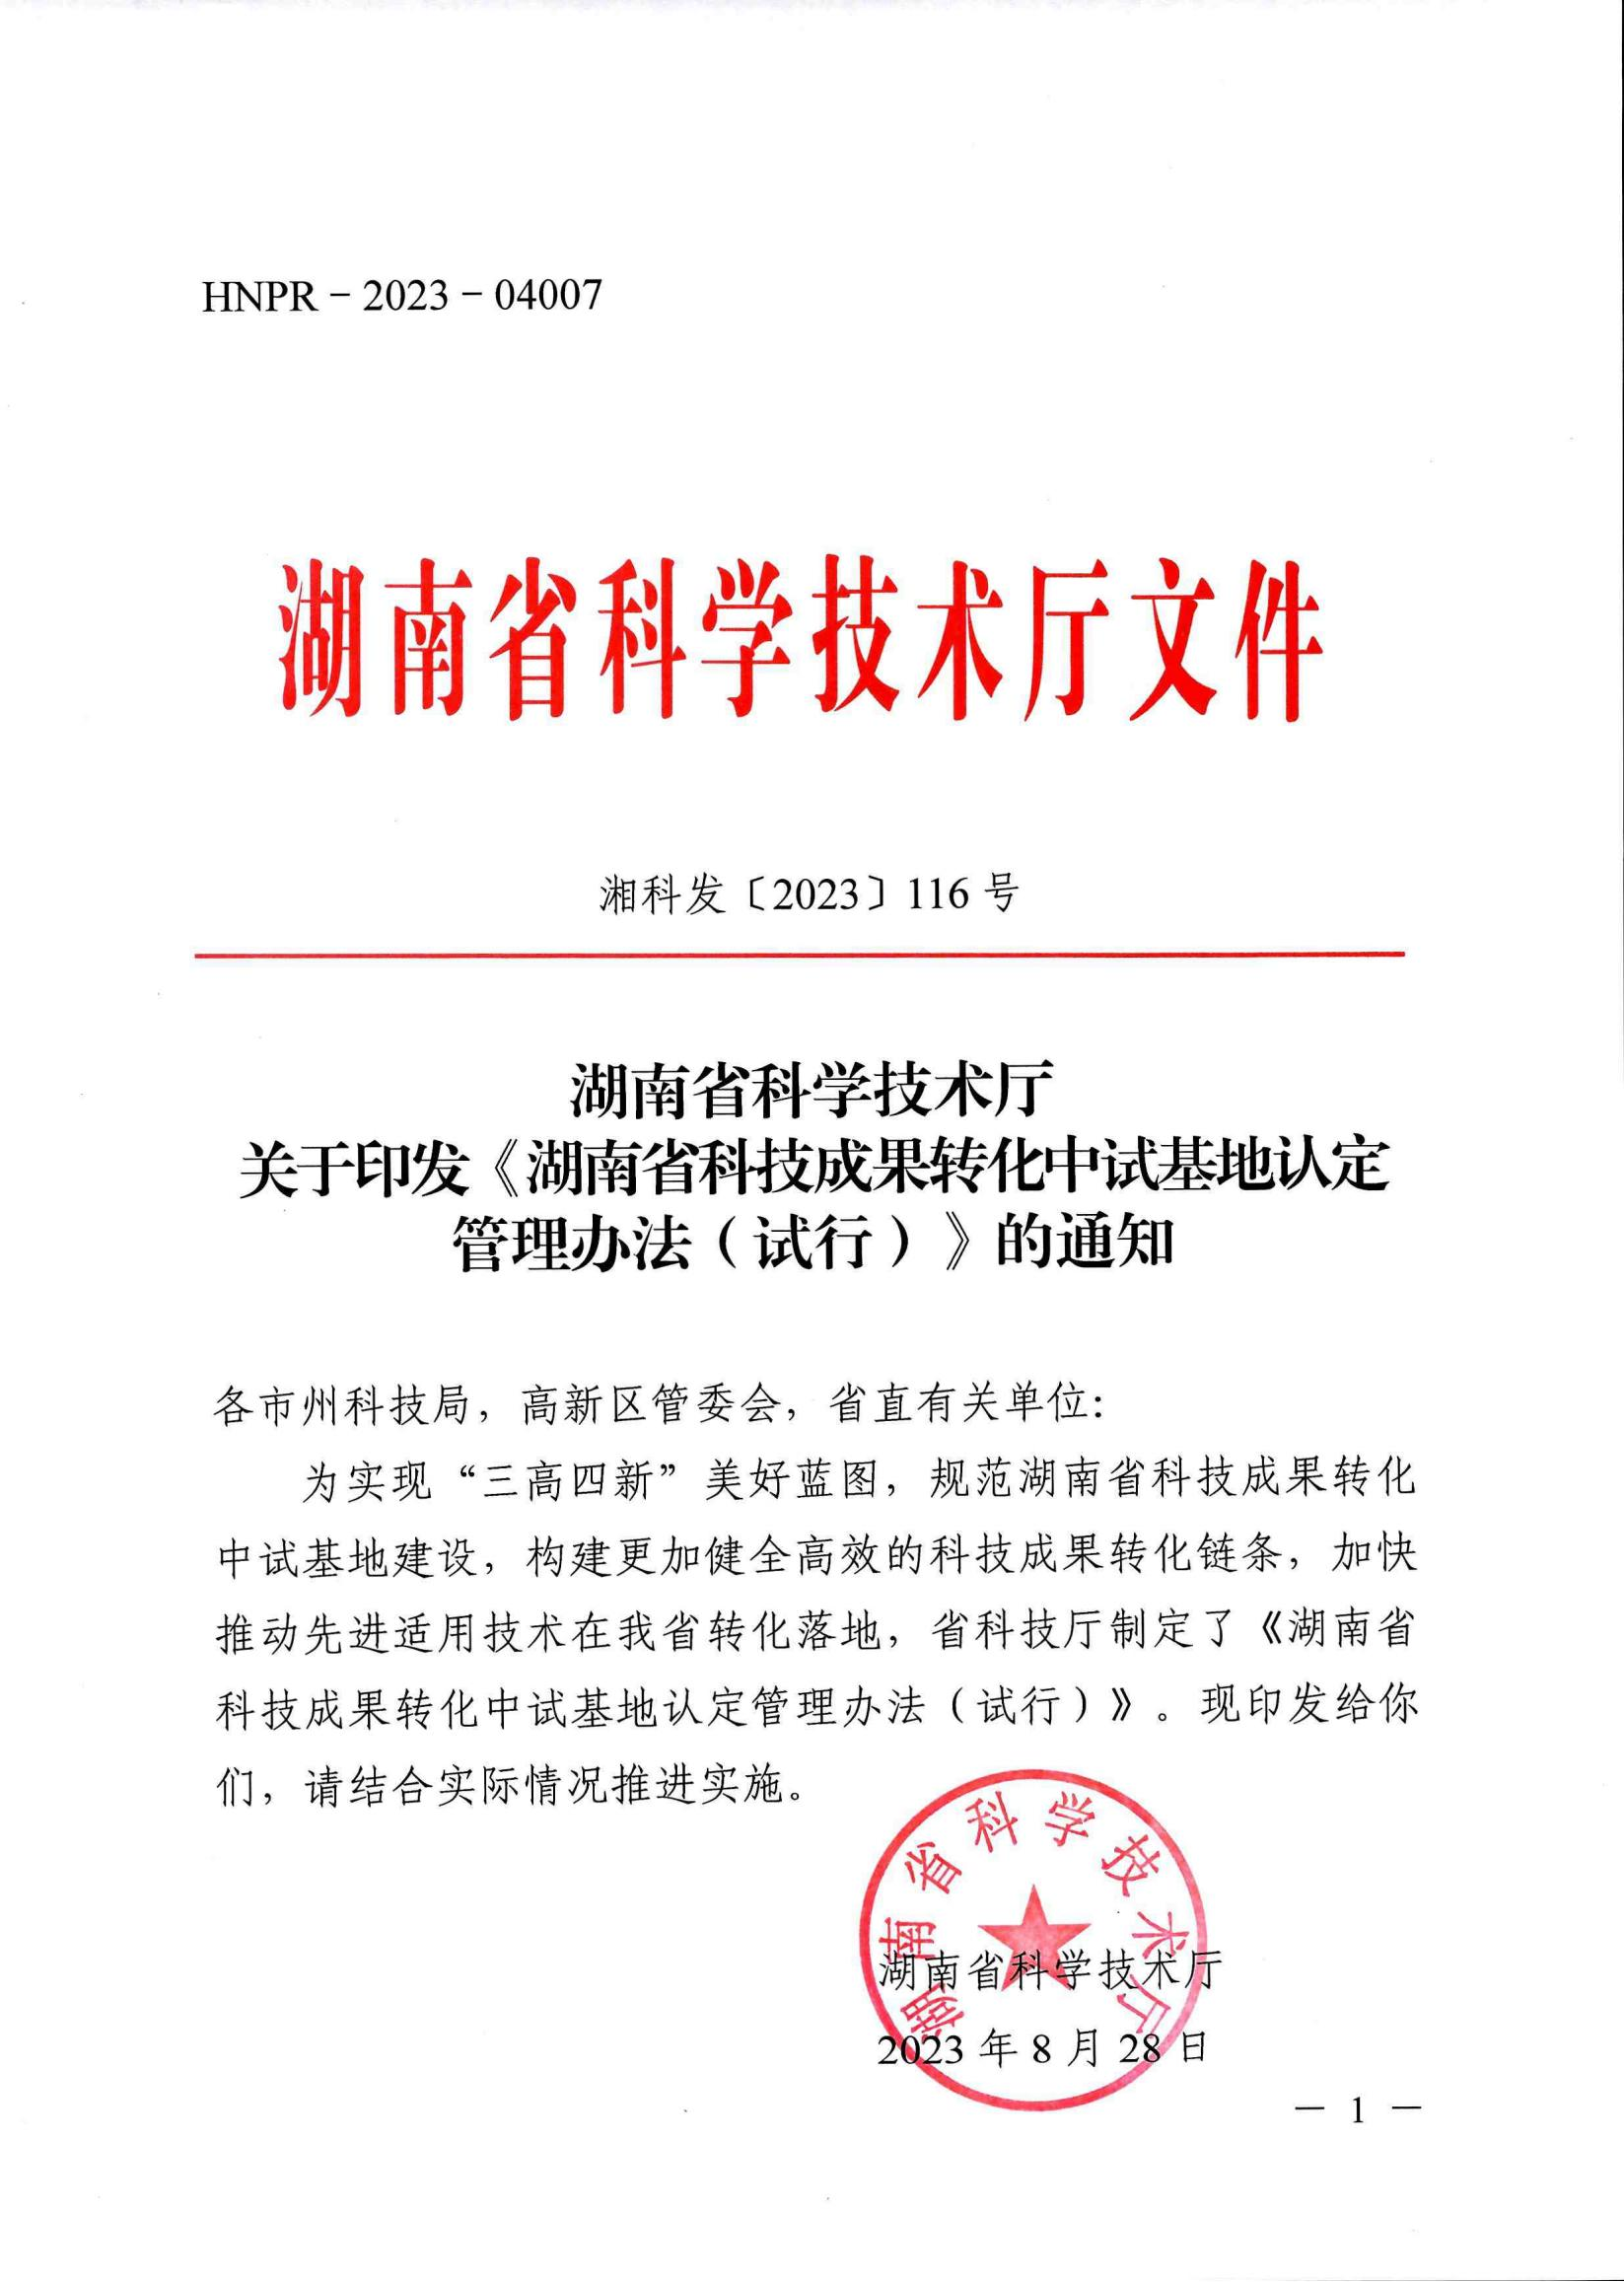 HNPR－2023－04007
湖南省科学技术厅文件
湘科发〔2023〕116 号
湖南省科学技术厅
关于印发《湖南省科技成果转化中试基地认定
管理办法（试行）》的通知
各市州科技局，高新区管委会，省直有关单位：
为实现“三高四新”美好蓝图，规范湖南省科技成果转化
中试基地建设，构建更加健全高效的科技成果转化链条，加快
推动先进适用技术在我省转化落地，省科技厅制定了《湖南省
科技成果转化中试基地认定管理办法（试行）》。现印发给你
们，请结合实际情况推进实施。
湖南省科学技术厅
湖南省科学技术厅
2023 年 8 月 28 日
— 1 —